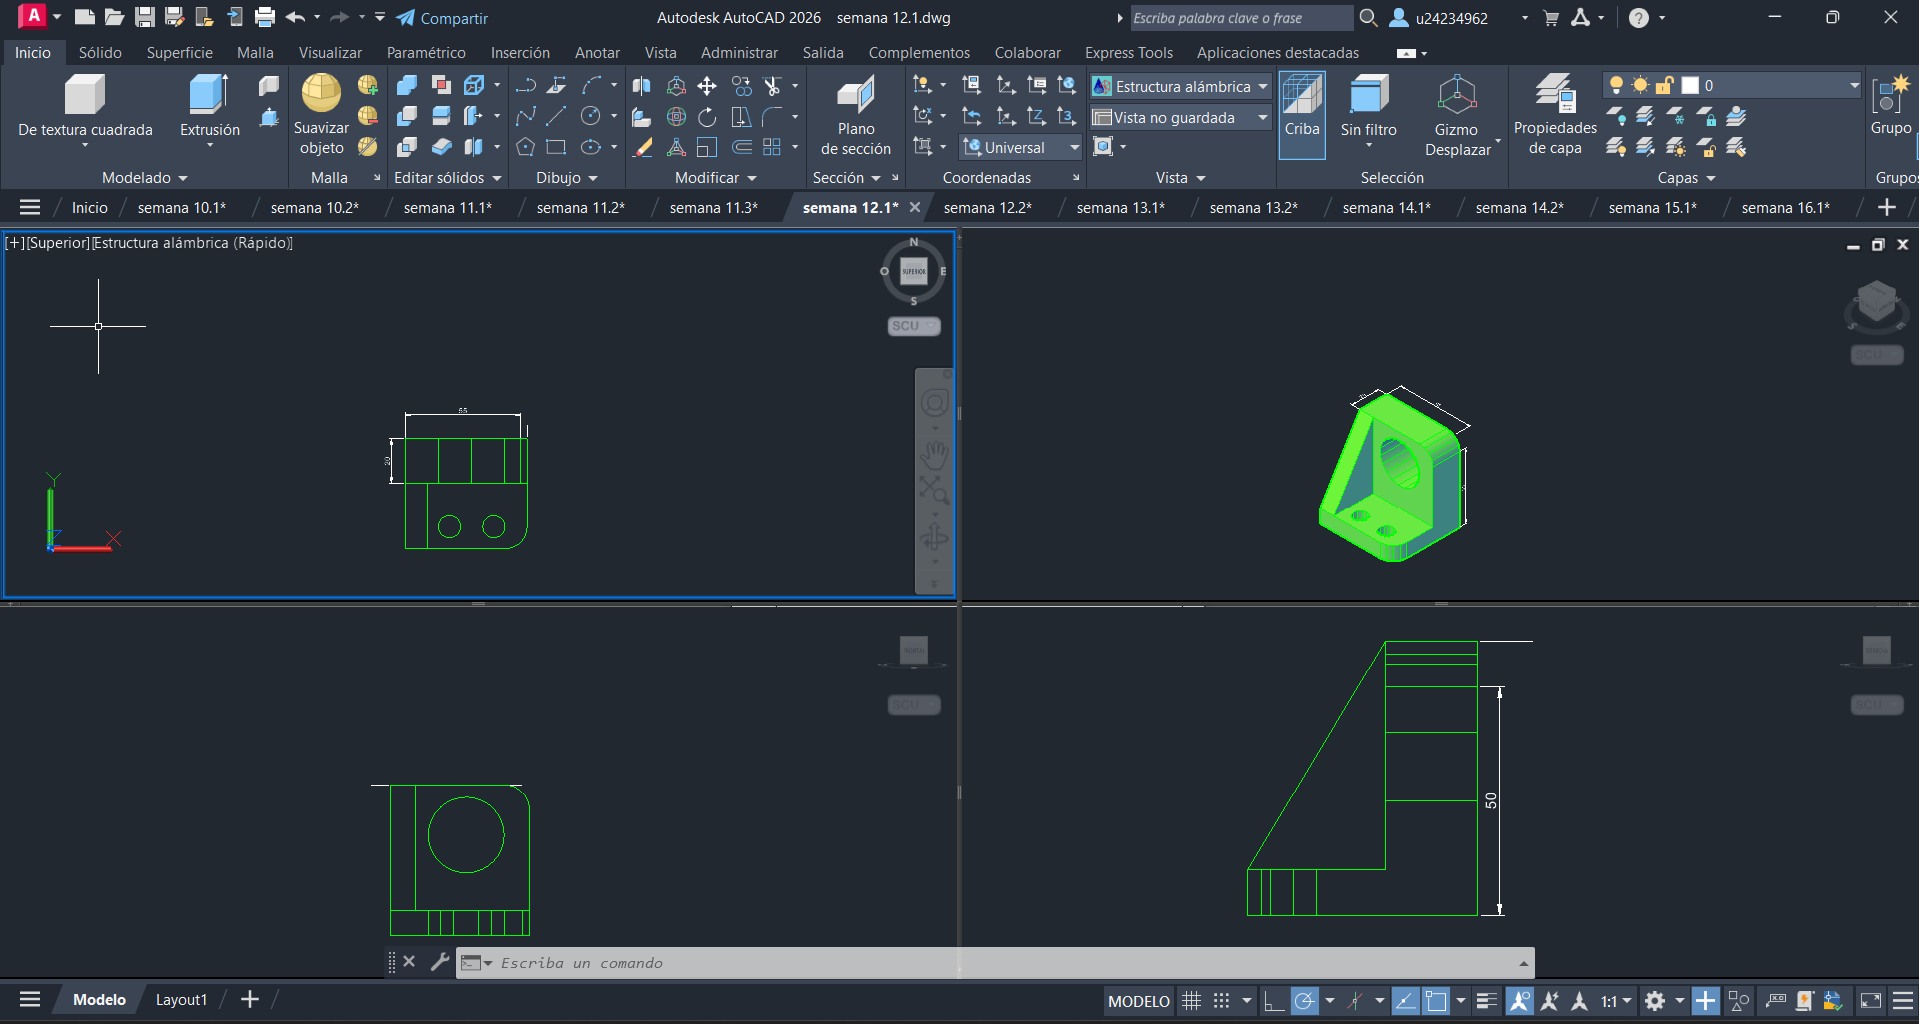 A
Compartir
Autodesk AutoCAD 2026 semana 12.1.dwg
Escriba palabra clave o frase
u24234962
Inicio Sólido Superficie Malla Visualizar Paramétrico Inserción Anotar Vista Administrar Salida Complementos Colaborar Express Tools Aplicaciones destacadas
De textura cuadrada
Extrusión
Modelado
Suavizar
objeto
Malla
Editar sólidos
Dibujo
Modificar
Plano
de sección
Sección
Universal
Coordenadas
Estructura alámbrica
Vista no guardada
Vista
Criba
Sin filtro
Gizmo
Desplazar
Selección
Propiedades
de capa
0
Capas
Grupo
Grupos
Inicio semana 10.1* semana 10.2* semana 11.1* semana 11.2* semana 11.3* semana 12.1* semana 12.2* semana 13.1* semana 13.2* semana 14.1* semana 14.2* semana 15.1* semana 16.1*
[+][Superior][Estructura alámbrica (Rápido)]
N
O SUPERIOR E
S
SCU
55
20
Y
X
Z
S E
SCU
FRONTAL
SCU
SCU
50
Escriba un comando
Modelo Layout1
MODELO
1:1